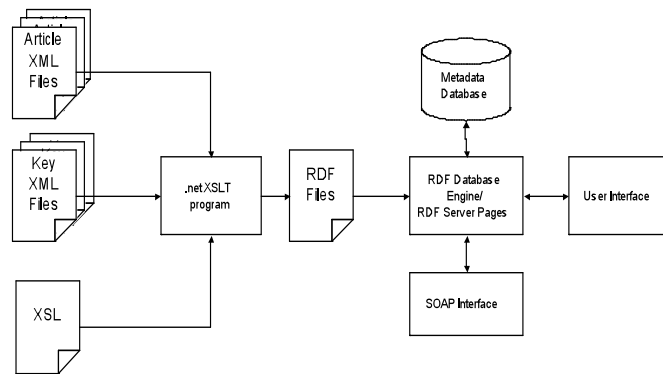 Article
XML
Files
Key
XML
Files
XSL
.net XSLT
program
RDF
Files
Metadata
Database
RDF Database
Engine/
RDF Server Pages
SOAP Interface
User Interface